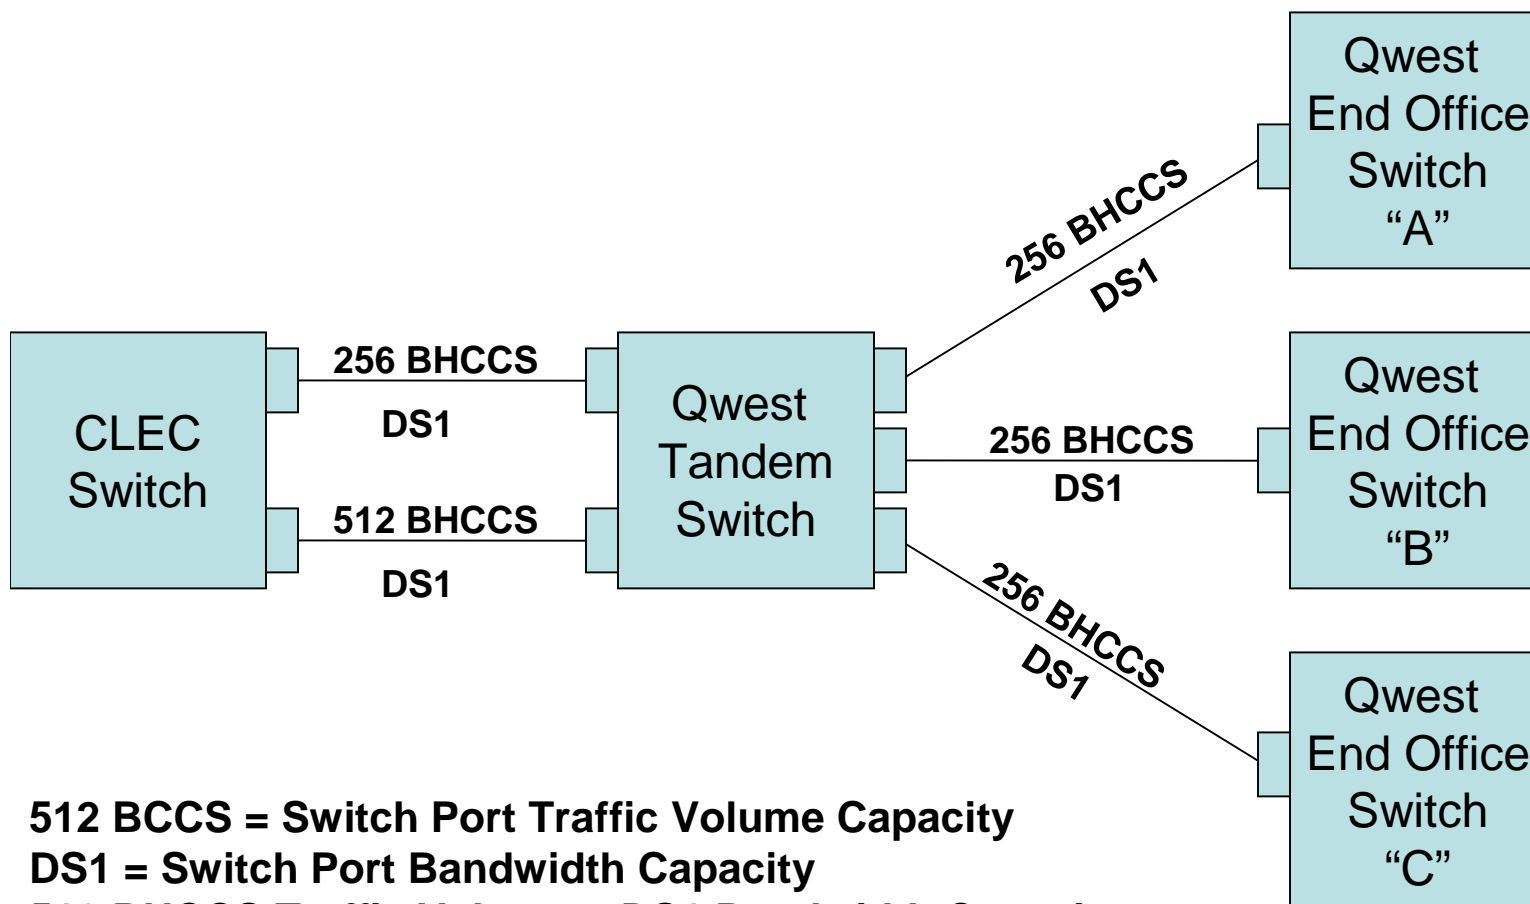 Qwest
End Office
Switch
“A”
256 BHCCS
DS1
256 BHCCS
DS1
CLEC
Switch
512 BHCCS
DS1
Qwest
Tandem
Switch
256 BHCCS
DS1
Qwest
End Office
Switch
“B”
256 BHCCS
DS1
Qwest
End Office
Switch
“C”
512 BCCS = Switch Port Traffic Volume Capacity
DS1 = Switch Port Bandwidth Capacity